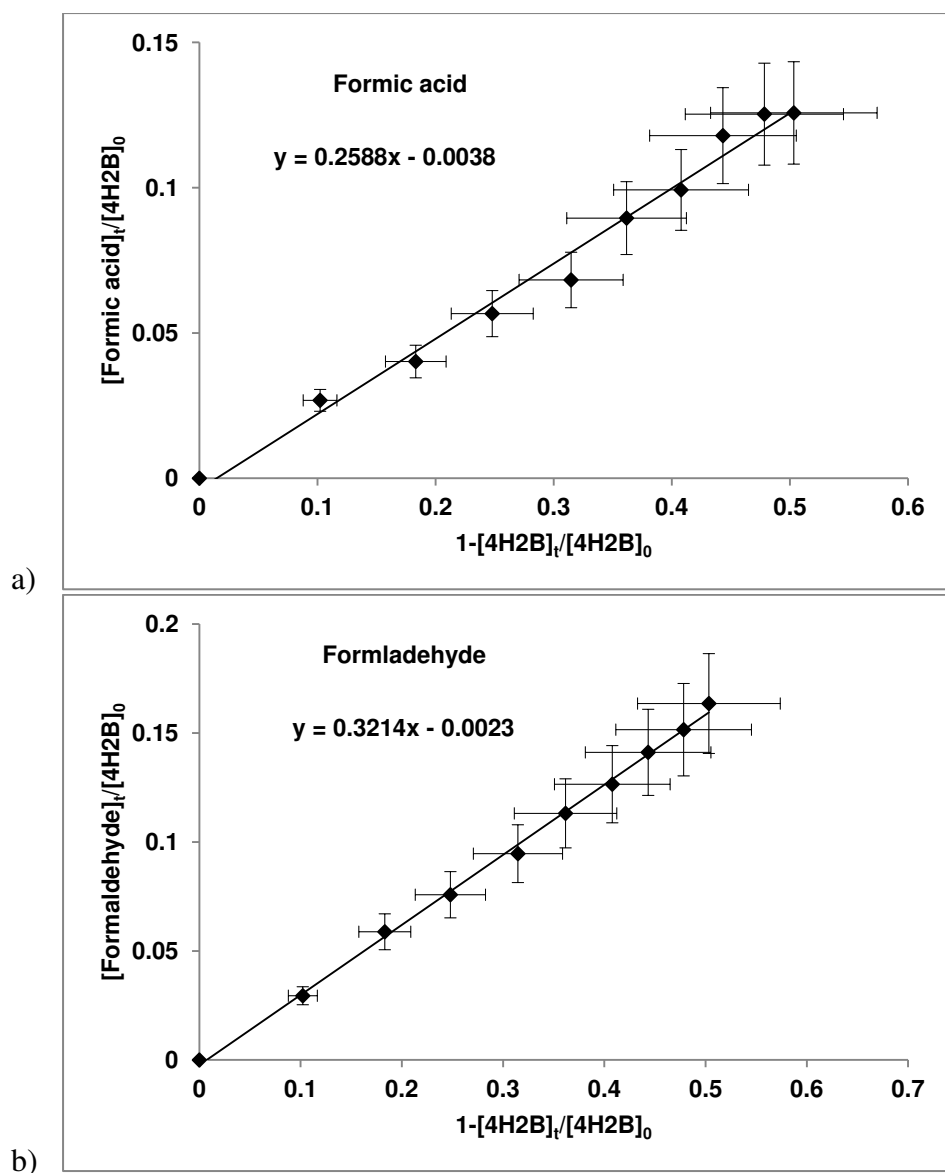 0.15
Formic acid
y = 0.2588x - 0.0038
0.1
0.05
0
[Formic acid]t/[4H2B]0
0 0.1 0.2 0.3 0.4 0.5 0.6
1-[4H2B]t/[4H2B]0
a)
0.2
Formladehyde
y = 0.3214x - 0.0023
0.15
0.1
0.05
0
[Formaldehyde]t/[4H2B]0
0 0.1 0.2 0.3 0.4 0.5 0.6 0.7
1-[4H2B]t/[4H2B]0
b)